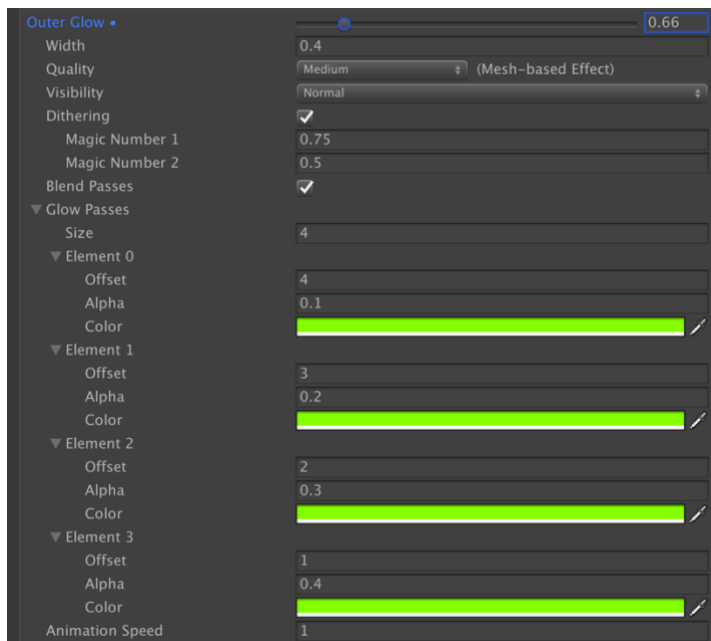 Outer Glow • 0.66
Width 0.4
Quality Medium (Mesh-based Effect)
Visibility Normal
Dithering
Magic Number 1 0.75
Magic Number 2 0.5
Blend Passes
Glow Passes
Size 4
Element 0
Offset 4
Alpha 0.1
Color
Element 1
Offset 3
Alpha 0.2
Color
Element 2
Offset 2
Alpha 0.3
Color
Element 3
Offset 1
Alpha 0.4
Color
Animation Speed 1